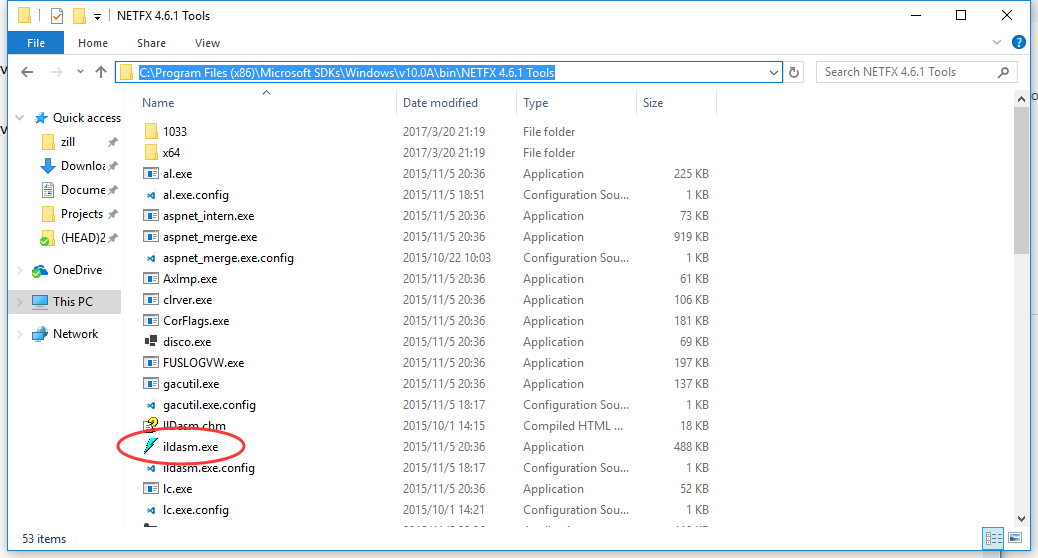 NETFX 4.6.1 Tools
File Home Share View
C:\Program Files (x86)\Microsoft SDKs\Windows\v10.0A\bin\NETFX 4.6.1 Tools
Search NETFX 4.6.1 Tools
Quick access
zill
Downloa
Docume
Projects
(HEAD)2
OneDrive
This PC
Network
Name Date modified Type Size
1033 2017/3/20 21:19 File folder
x64 2017/3/20 21:19 File folder
al.exe 2015/11/5 20:36 Application 225 KB
al.exe.config 2015/11/5 18:51 Configuration Sou... 1 KB
aspnet_intern.exe 2015/11/5 20:36 Application 73 KB
aspnet_merge.exe 2015/11/5 20:36 Application 919 KB
aspnet_merge.exe.config 2015/10/22 10:03 Configuration Sou... 1 KB
AxImp.exe 2015/11/5 20:36 Application 61 KB
clrver.exe 2015/11/5 20:36 Application 106 KB
CorFlags.exe 2015/11/5 20:36 Application 181 KB
disco.exe 2015/11/5 20:36 Application 69 KB
FUSLOGVW.exe 2015/11/5 20:36 Application 197 KB
gacutil.exe 2015/11/5 20:36 Application 137 KB
gacutil.exe.config 2015/11/5 18:17 Configuration Sou... 1 KB
IlDasm.chm 2015/10/1 14:15 Compiled HTML ... 18 KB
ildasm.exe 2015/11/5 20:36 Application 488 KB
ildasm.exe.config 2015/11/5 18:17 Configuration Sou... 1 KB
lc.exe 2015/11/5 20:36 Application 52 KB
lc.exe.config 2015/10/1 14:21 Configuration Sou... 1 KB
53 items